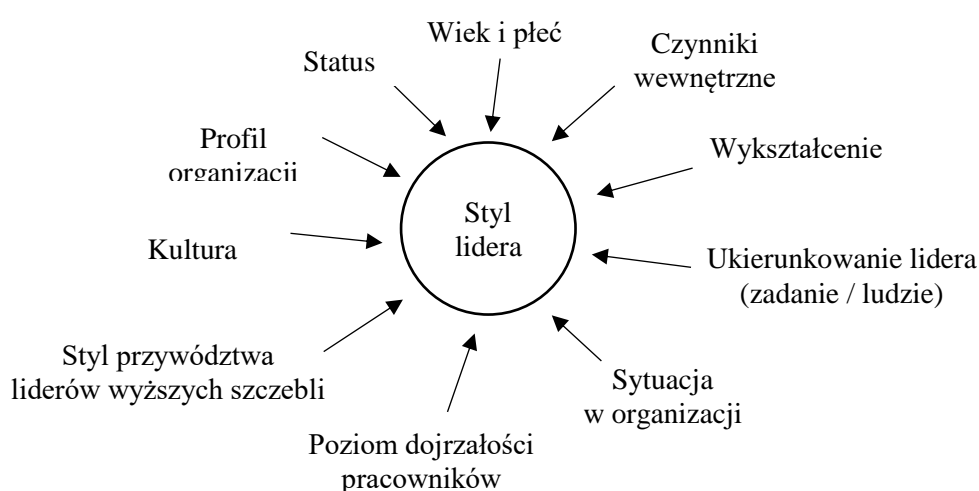 Wiek i płeć
Czynniki
wewnętrzne
Status
Profil
organizacji
Wykształcenie
Styl
lidera
Kultura
Ukierunkowanie lidera
(zadanie / ludzie)
Styl przywództwa
liderów wyższych szczebli
Sytuacja
w organizacji
Poziom dojrzałości
pracowników